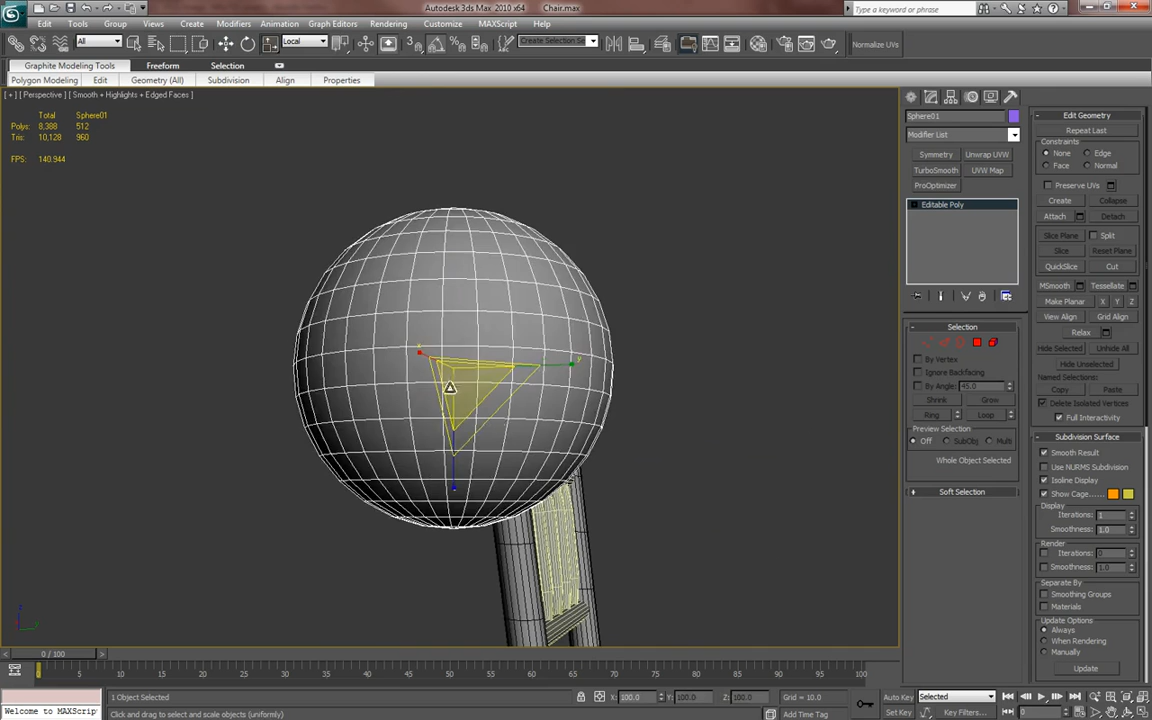 Autodesk 3ds Max 2010 x64 Chair.max
Type a keyword or phrase
Edit Tools Group Views Create Modifiers Animation Graph Editors Rendering Customize MAXScript Help
All Local Create Selection Se Normalize UVs
Graphite Modeling Tools Freeform Selection
Polygon Modeling Edit Geometry (All) Subdivision Align Properties
[ + ] [ Perspective ] [ Smooth + Highlights + Edged Faces ]
Total Sphere01
Polys: 8,388 512
Tris: 10,128 960
FPS: 140.944
x
y
z
Sphere01
Modifier List
Symmetry Unwrap UVW
TurboSmooth UVW Map
ProOptimizer
Editable Poly
Selection
By Vertex
Ignore Backfacing
By Angle: 45.0
Shrink Grow
Ring Loop
Preview Selection
Off SubObj Multi
Whole Object Selected
Soft Selection
Edit Geometry
Repeat Last
Constraints
None Edge
Face Normal
Preserve UVs
Create Collapse
Attach Detach
Slice Plane Split
Slice Reset Plane
QuickSlice Cut
MSmooth Tessellate
Make Planar X Y Z
View Align Grid Align
Relax
Hide Selected Unhide All
Hide Unselected
Named Selections:
Copy Paste
Delete Isolated Vertices
Full Interactivity
Subdivision Surface
Smooth Result
Use NURMS Subdivision
Isoline Display
Show Cage......
Display
Iterations: 1
Smoothness: 1.0
Render
Iterations: 0
Smoothness: 1.0
Separate By
Smoothing Groups
Materials
Update Options
Always
When Rendering
Manually
Update
0 / 100
0 5 10 15 20 25 30 35 40 45 50 55 60 65 70 75 80 85 90 95 100
1 Object Selected X: 100.0 Y: 100.0 Z: 100.0 Grid = 10.0 Auto Key Selected
Welcome to MAXScrip Click and drag to select and scale objects (uniformly) Add Time Tag Set Key Key Filters... 0